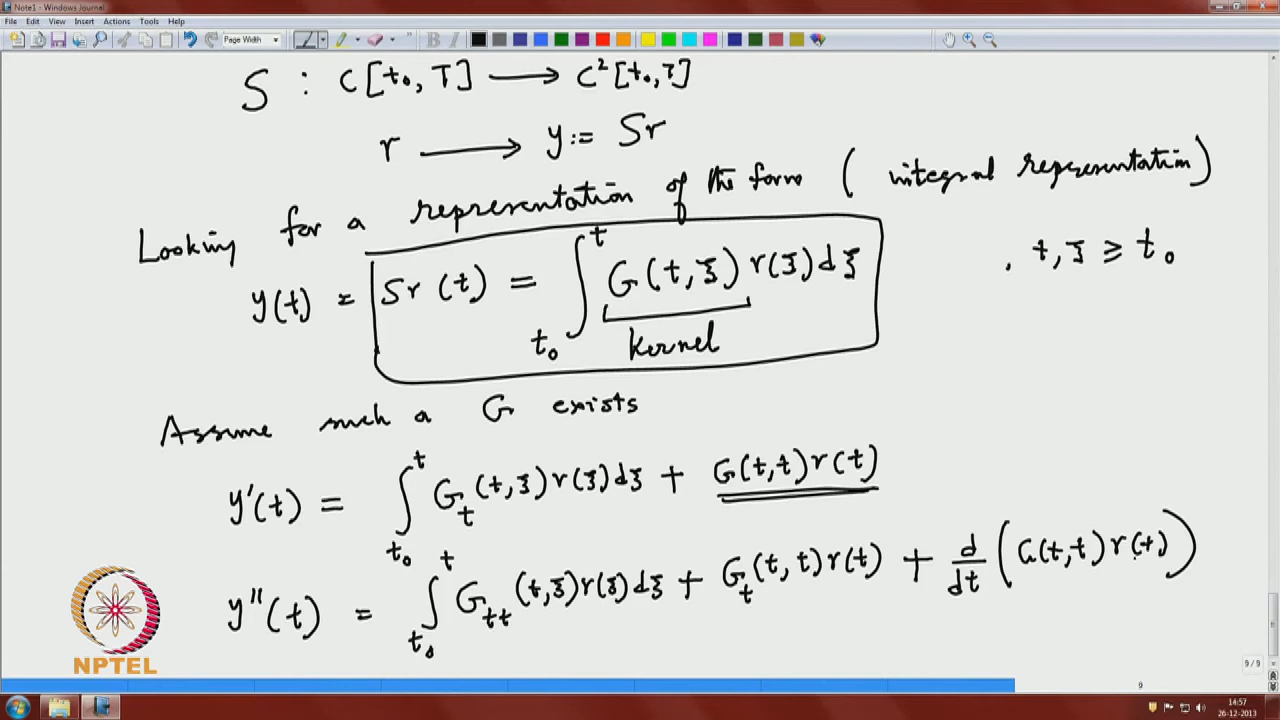 Note1 - Windows Journal
File Edit View Insert Actions Tools Help
Page Width
S : C[t₀, T] ⟶ C²[t₀, T]
r ⟶ y := Sr
Looking for a representation of the form ( integral representation)
y(t) = Sr(t) = ∫_{t₀}^{t} G(t,ξ) r(ξ)dξ , t,ξ ≥ t₀
kernel
Assume such a G exists
y'(t) = ∫_{t₀}^{t} G_t(t,ξ)r(ξ)dξ + G(t,t)r(t)
y''(t) = ∫_{t₀}^{t} G_{tt}(t,ξ)r(ξ)dξ + G_t(t,t)r(t) + d/dt (G(t,t)r(t))
NPTEL
9/9
9
14:57
26-12-2013